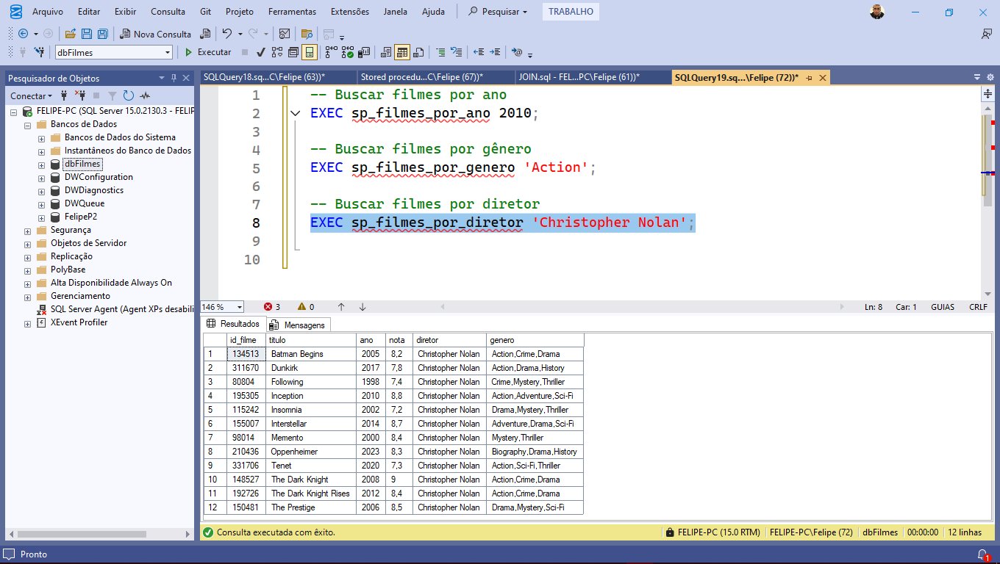 Arquivo Editar Exibir Consulta Git Projeto Ferramentas Extensões Janela Ajuda Pesquisar TRABALHO
Nova Consulta
dbFilmes Executar
Pesquisador de Objetos
SQLQuery18.sq...C\Felipe (63))* Stored procedu...C\Felipe (67))* JOIN.sql - FEL...PC\Felipe (61))* SQLQuery19.sq...\Felipe (72))*
Conectar
FELIPE-PC (SQL Server 15.0.2130.3 - FELIP
Bancos de Dados
Bancos de Dados do Sistema
Instantâneos do Banco de Dados
dbFilmes
DWConfiguration
DWDiagnostics
DWQueue
FelipeP2
Segurança
Objetos de Servidor
Replicação
PolyBase
Alta Disponibilidade Always On
Gerenciamento
SQL Server Agent (Agent XPs desabili
XEvent Profiler
1 -- Buscar filmes por ano
2 EXEC sp_filmes_por_ano 2010;
3
4 -- Buscar filmes por gênero
5 EXEC sp_filmes_por_genero 'Action';
6
7 -- Buscar filmes por diretor
8 EXEC sp_filmes_por_diretor 'Christopher Nolan';
9
10
146 % 3 0 Ln: 8 Car: 1 GUIAS CRLF
Resultados Mensagens
id_filme titulo ano nota diretor genero
1 134513 Batman Begins 2005 8,2 Christopher Nolan Action,Crime,Drama
2 311670 Dunkirk 2017 7,8 Christopher Nolan Action,Drama,History
3 80804 Following 1998 7,4 Christopher Nolan Crime,Mystery,Thriller
4 195305 Inception 2010 8,8 Christopher Nolan Action,Adventure,Sci-Fi
5 115242 Insomnia 2002 7,2 Christopher Nolan Drama,Mystery,Thriller
6 155007 Interstellar 2014 8,7 Christopher Nolan Adventure,Drama,Sci-Fi
7 98014 Memento 2000 8,4 Christopher Nolan Mystery,Thriller
8 210436 Oppenheimer 2023 8,3 Christopher Nolan Biography,Drama,History
9 331706 Tenet 2020 7,3 Christopher Nolan Action,Sci-Fi,Thriller
10 148527 The Dark Knight 2008 9 Christopher Nolan Action,Crime,Drama
11 192726 The Dark Knight Rises 2012 8,4 Christopher Nolan Action,Crime,Drama
12 150481 The Prestige 2006 8,5 Christopher Nolan Drama,Mystery,Sci-Fi
Consulta executada com êxito. FELIPE-PC (15.0 RTM) FELIPE-PC\Felipe (72) dbFilmes 00:00:00 12 linhas
Pronto 1